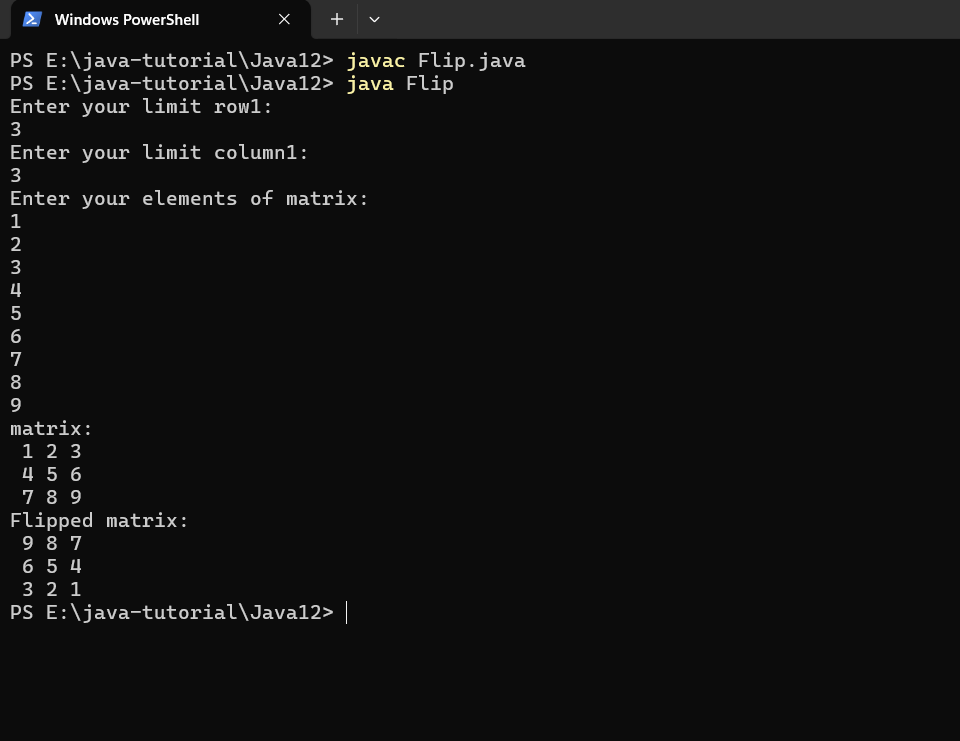 Windows PowerShell
PS E:\java-tutorial\Java12> javac Flip.java
PS E:\java-tutorial\Java12> java Flip
Enter your limit row1:
3
Enter your limit column1:
3
Enter your elements of matrix:
1
2
3
4
5
6
7
8
9
matrix:
 1 2 3
 4 5 6
 7 8 9
Flipped matrix:
 9 8 7
 6 5 4
 3 2 1
PS E:\java-tutorial\Java12>